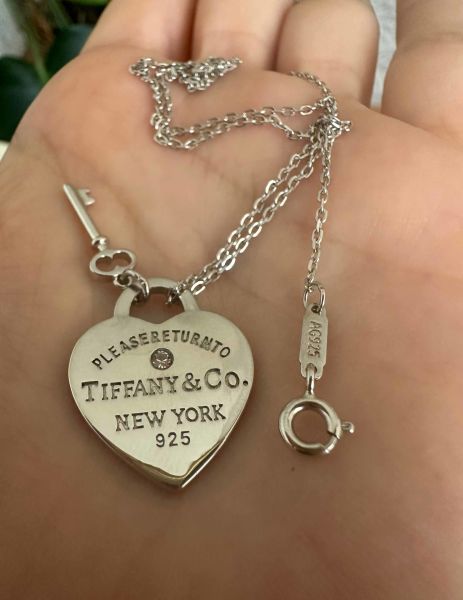 PLEASERETURNTO
TIFFANY & CO.
NEW YORK
925
AG925